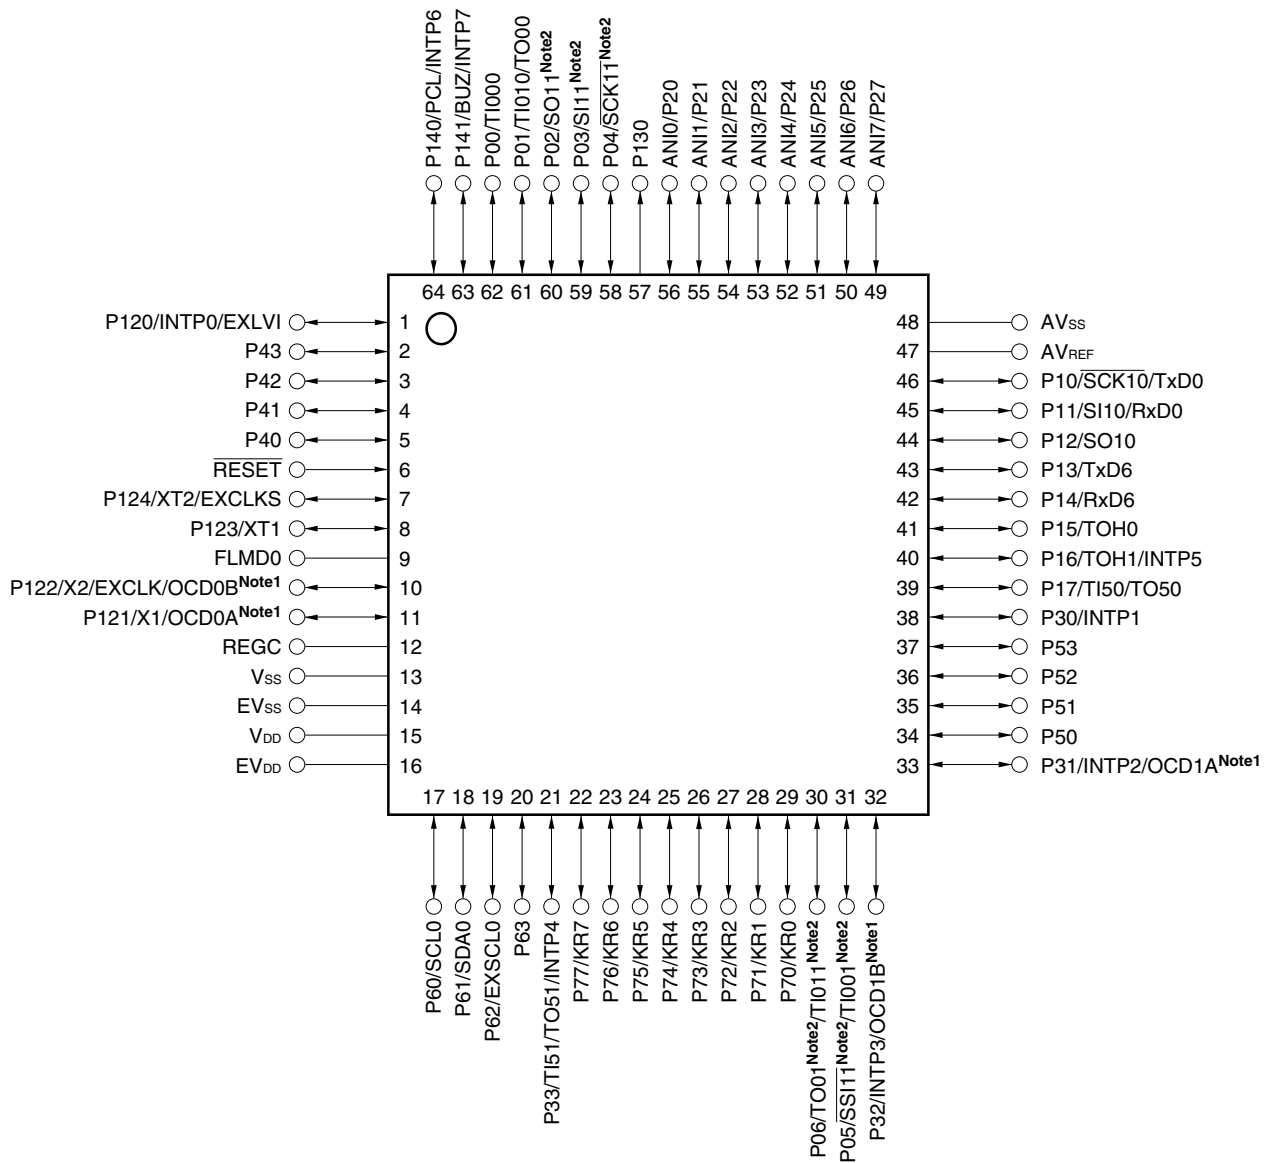 P140/PCL/INTP6
P141/BUZ/INTP7
P00/TI000
P01/TI010/TO00
P02/SO11Note2
P03/SI11Note2
P04/SCK11Note2
P130
ANI0/P20
ANI1/P21
ANI2/P22
ANI3/P23
ANI4/P24
ANI5/P25
ANI6/P26
ANI7/P27
64 63 62 61 60 59 58 57 56 55 54 53 52 51 50 49
P120/INTP0/EXLVI 1
P43 2
P42 3
P41 4
P40 5
RESET 6
P124/XT2/EXCLKS 7
P123/XT1 8
FLMD0 9
P122/X2/EXCLK/OCD0BNote1 10
P121/X1/OCD0ANote1 11
REGC 12
VSS 13
EVSS 14
VDD 15
EVDD 16
48 AVSS
47 AVREF
46 P10/SCK10/TxD0
45 P11/SI10/RxD0
44 P12/SO10
43 P13/TxD6
42 P14/RxD6
41 P15/TOH0
40 P16/TOH1/INTP5
39 P17/TI50/TO50
38 P30/INTP1
37 P53
36 P52
35 P51
34 P50
33 P31/INTP2/OCD1ANote1
17 18 19 20 21 22 23 24 25 26 27 28 29 30 31 32
P60/SCL0
P61/SDA0
P62/EXSCL0
P63
P33/TI51/TO51/INTP4
P77/KR7
P76/KR6
P75/KR5
P74/KR4
P73/KR3
P72/KR2
P71/KR1
P70/KR0
P06/TO01Note2/TI011Note2
P05/SSI11Note2/TI001Note2
P32/INTP3/OCD1BNote1